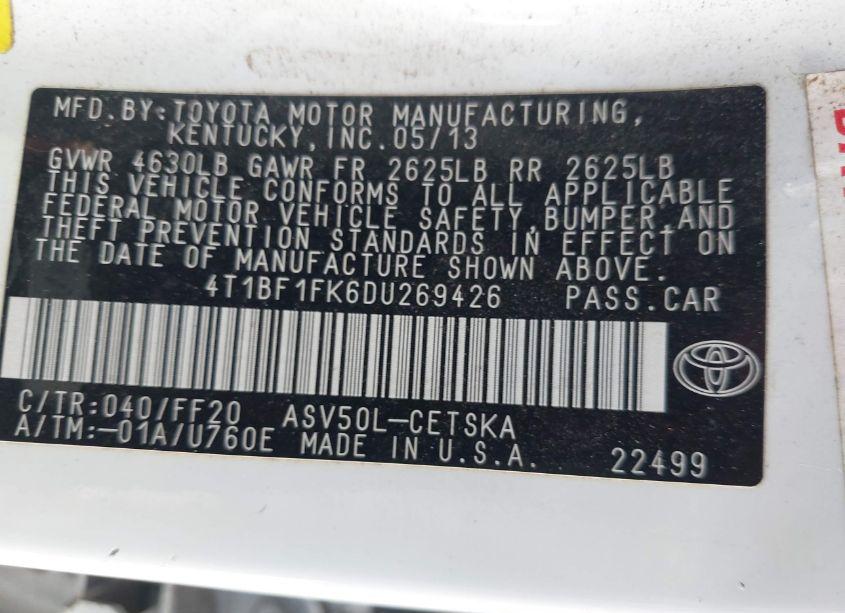 MFD.BY:TOYOTA MOTOR MANUFACTURING,
KENTUCKY,INC.05/13
GVWR 4630LB GAWR FR 2625LB RR 2625LB
THIS VEHICLE CONFORMS TO ALL APPLICABLE
FEDERAL MOTOR VEHICLE SAFETY,BUMPER,AND
THEFT PREVENTION STANDARDS IN EFFECT ON
THE DATE OF MANUFACTURE SHOWN ABOVE.
4T1BF1FK6DU269426 PASS.CAR
C/TR:040/FF20 ASV50L-CETSKA
A/TM:-01A/U760E MADE IN U.S.A. 22499